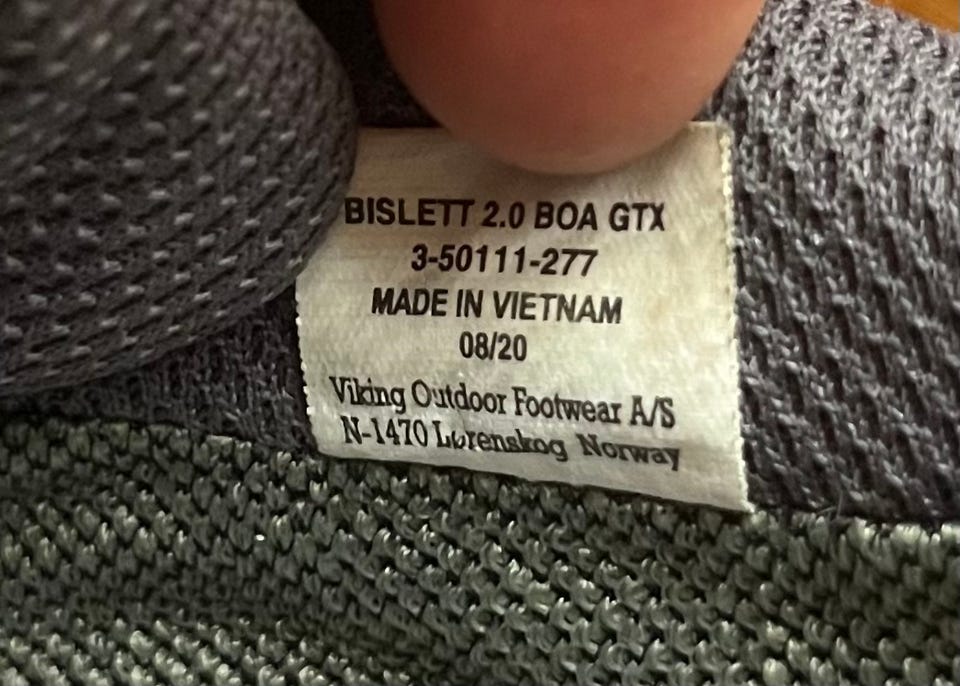 BISLETT 2.0 BOA GTX
3-50111-277
MADE IN VIETNAM
08/20
Viking Outdoor Footwear A/S
N-1470 Lørenskog Norway